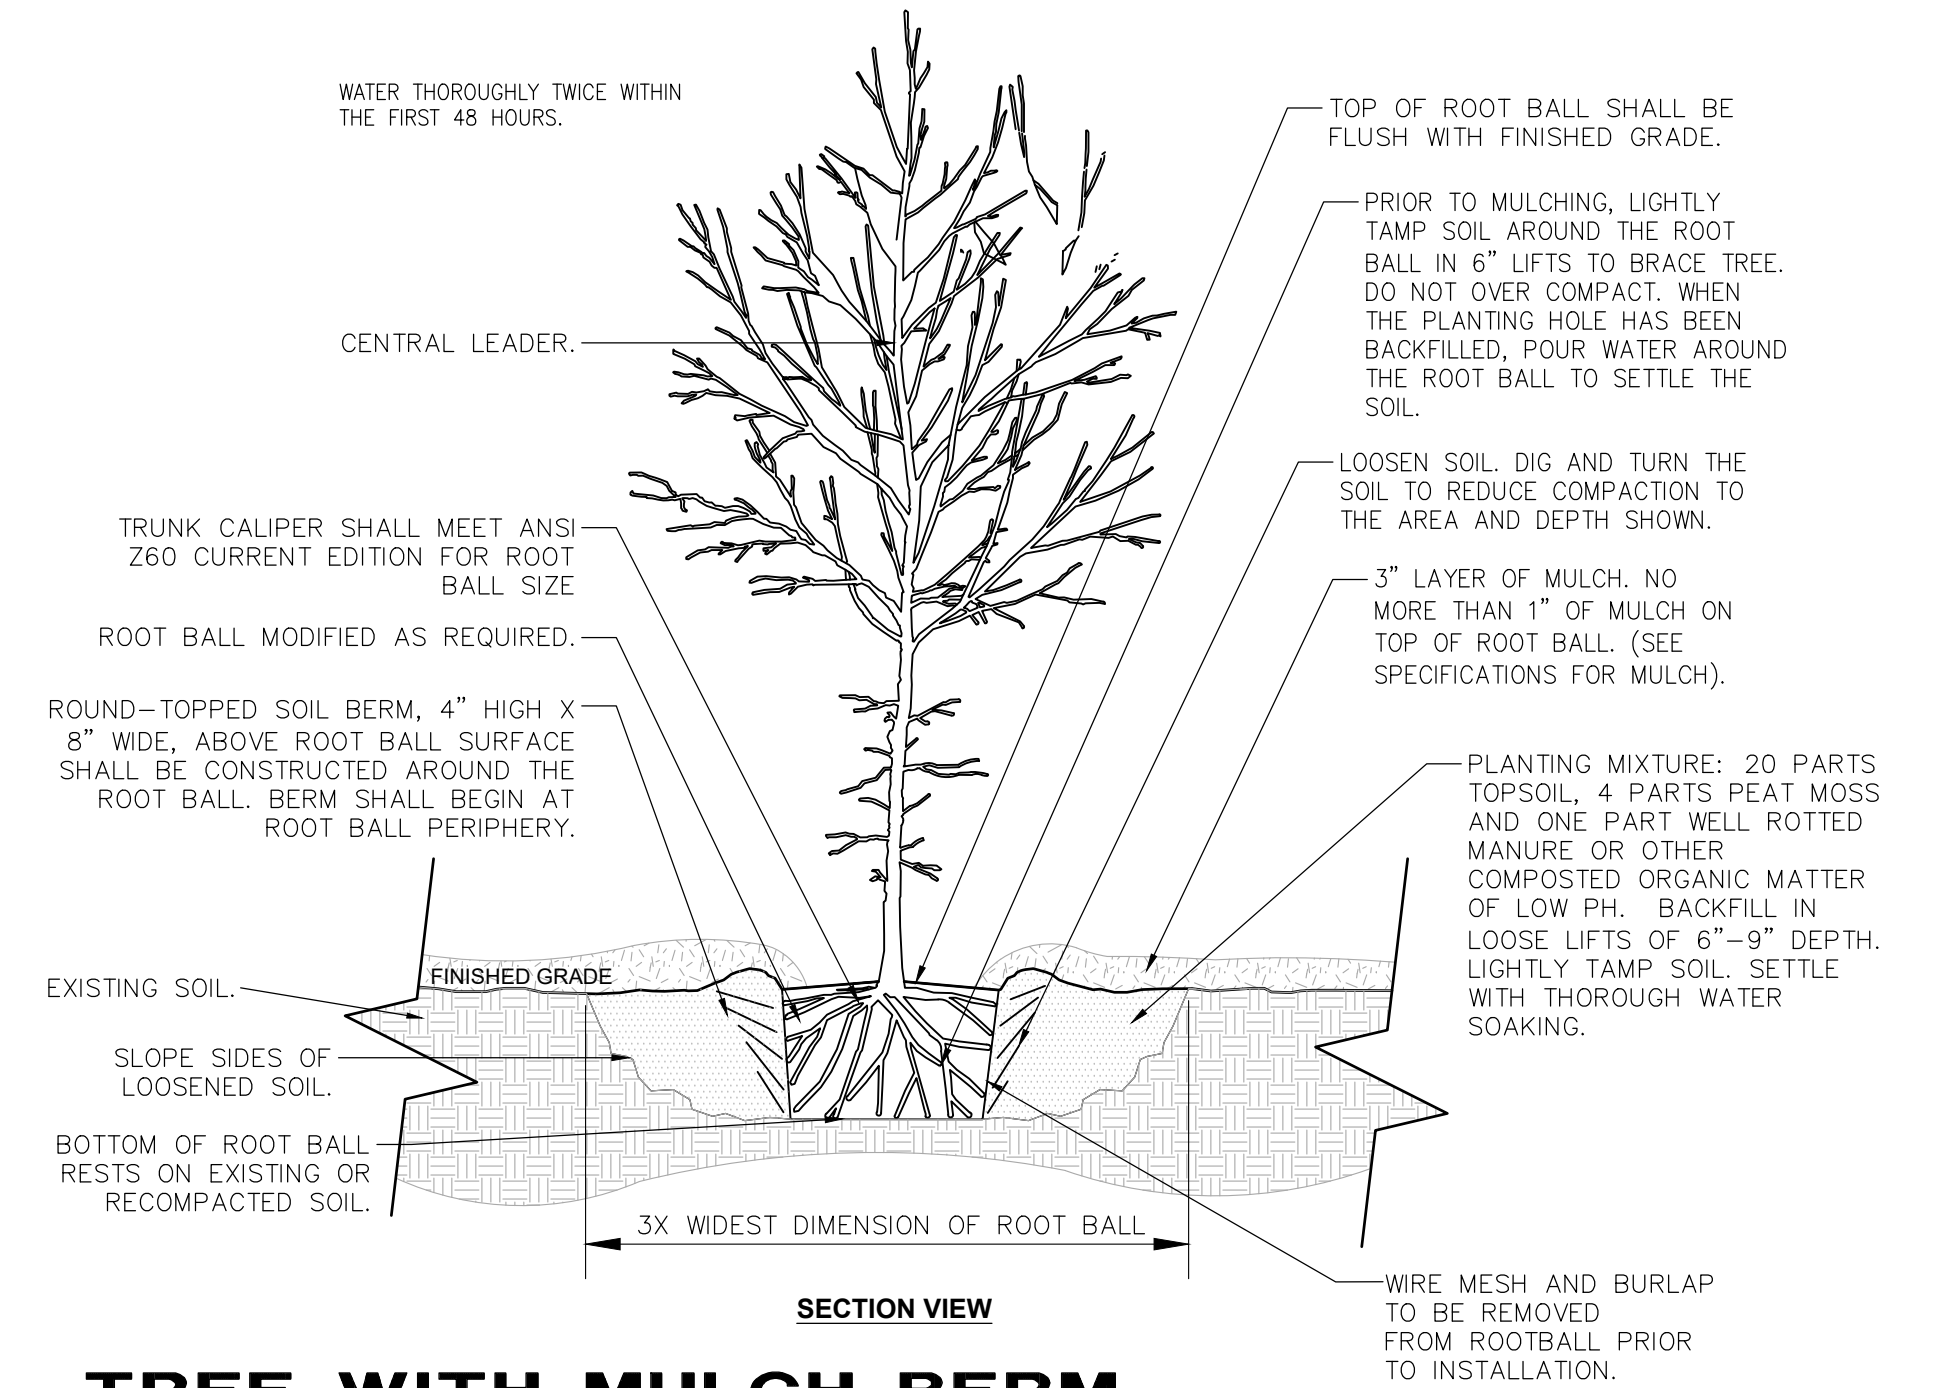 WATER THOROUGHLY TWICE WITHIN
THE FIRST 48 HOURS.
CENTRAL LEADER.
TRUNK CALIPER SHALL MEET ANSI
Z60 CURRENT EDITION FOR ROOT
BALL SIZE
ROOT BALL MODIFIED AS REQUIRED.
ROUND-TOPPED SOIL BERM, 4" HIGH X
8" WIDE, ABOVE ROOT BALL SURFACE
SHALL BE CONSTRUCTED AROUND THE
ROOT BALL. BERM SHALL BEGIN AT
ROOT BALL PERIPHERY.
FINISHED GRADE
EXISTING SOIL.
SLOPE SIDES OF
LOOSENED SOIL.
BOTTOM OF ROOT BALL
RESTS ON EXISTING OR
RECOMPACTED SOIL.
TOP OF ROOT BALL SHALL BE
FLUSH WITH FINISHED GRADE.
PRIOR TO MULCHING, LIGHTLY
TAMP SOIL AROUND THE ROOT
BALL IN 6" LIFTS TO BRACE TREE.
DO NOT OVER COMPACT. WHEN
THE PLANTING HOLE HAS BEEN
BACKFILLED, POUR WATER AROUND
THE ROOT BALL TO SETTLE THE
SOIL.
LOOSEN SOIL. DIG AND TURN THE
SOIL TO REDUCE COMPACTION TO
THE AREA AND DEPTH SHOWN.
3" LAYER OF MULCH. NO
MORE THAN 1" OF MULCH ON
TOP OF ROOT BALL. (SEE
SPECIFICATIONS FOR MULCH).
PLANTING MIXTURE: 20 PARTS
TOPSOIL, 4 PARTS PEAT MOSS
AND ONE PART WELL ROTTED
MANURE OR OTHER
COMPOSTED ORGANIC MATTER
OF LOW PH. BACKFILL IN
LOOSE LIFTS OF 6"-9" DEPTH.
LIGHTLY TAMP SOIL. SETTLE
WITH THOROUGH WATER
SOAKING.
3X WIDEST DIMENSION OF ROOT BALL
WIRE MESH AND BURLAP
TO BE REMOVED
FROM ROOTBALL PRIOR
TO INSTALLATION.
SECTION VIEW
TREE WITH MULCH BERM